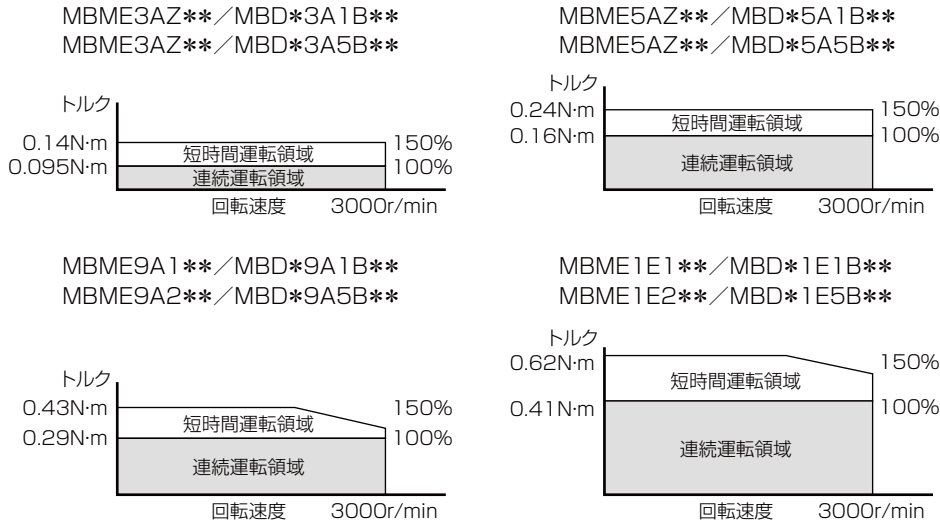 MBME3AZ**／MBD*3A1B**
MBME3AZ**／MBD*3A5B**
トルク
0.14N·m
0.095N·m
短時間運転領域
連続運転領域
150%
100%
回転速度 3000r/min
MBME5AZ**／MBD*5A1B**
MBME5AZ**／MBD*5A5B**
トルク
0.24N·m
0.16N·m
短時間運転領域
連続運転領域
150%
100%
回転速度 3000r/min
MBME9A1**／MBD*9A1B**
MBME9A2**／MBD*9A5B**
トルク
0.43N·m
0.29N·m
短時間運転領域
連続運転領域
150%
100%
回転速度 3000r/min
MBME1E1**／MBD*1E1B**
MBME1E2**／MBD*1E5B**
トルク
0.62N·m
0.41N·m
短時間運転領域
連続運転領域
150%
100%
回転速度 3000r/min